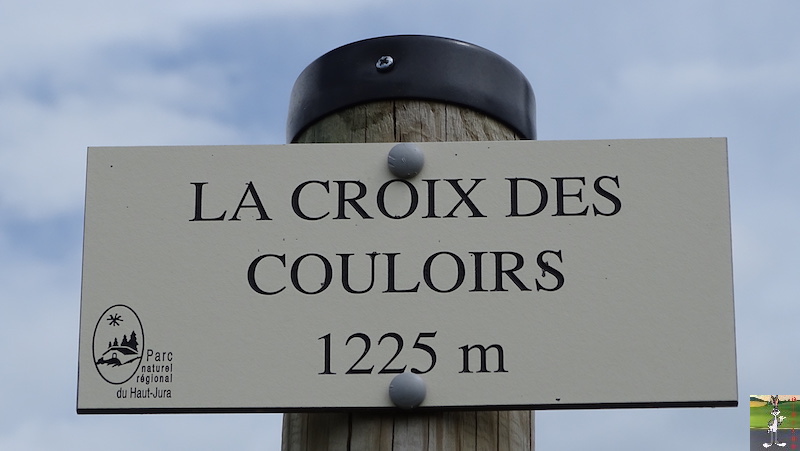 LA CROIX DES
COULOIRS
1225 m
Parc
naturel
régional
du Haut-Jura